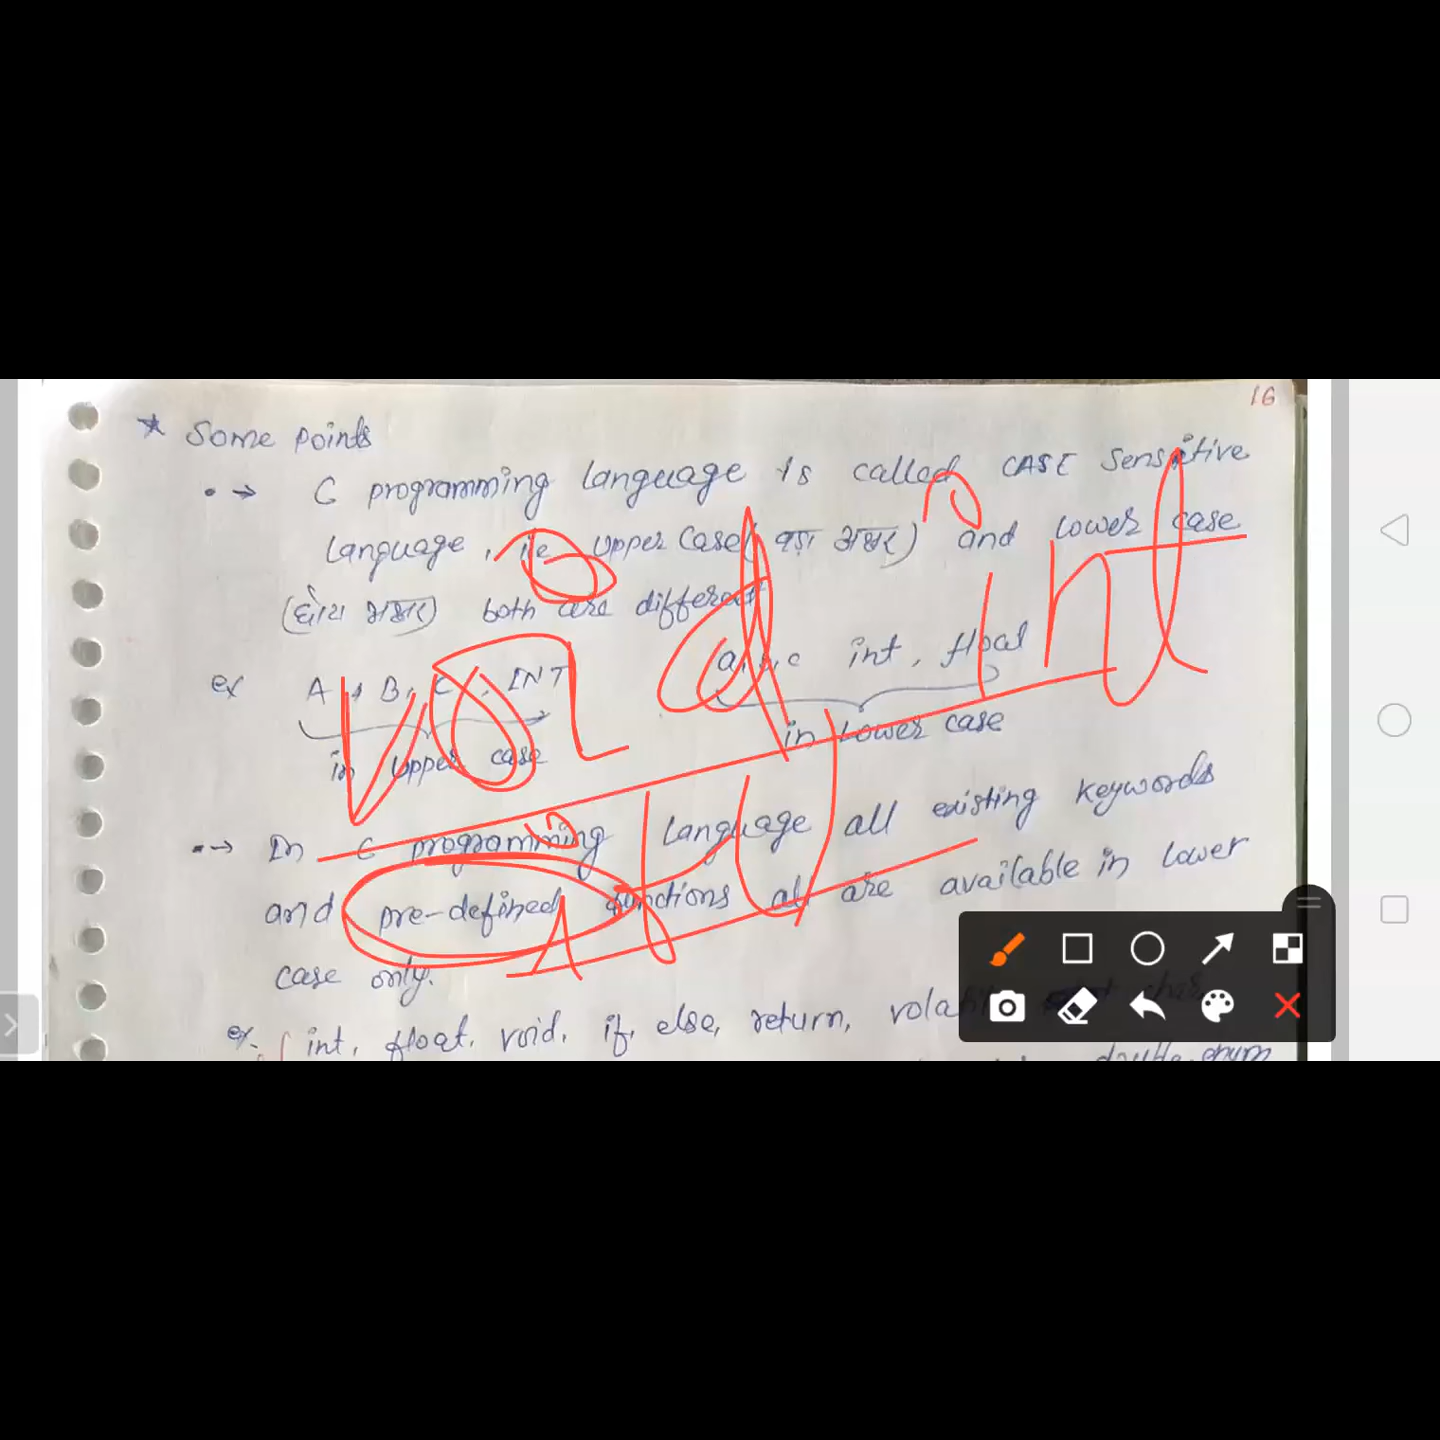 16
* Some points
•→ C programming language is called CASE sensitive
language, ie upper case (बड़ा अक्षर) and lower case
(छोटा अक्षर) both are different
ex A, B, C, INT a, b, c int, float
in upper case in lower case
•→ In C programming language all existing keywords
and pre-defined functions all are available in lower
case only.
ex. int, float, void, if, else, return,
void int